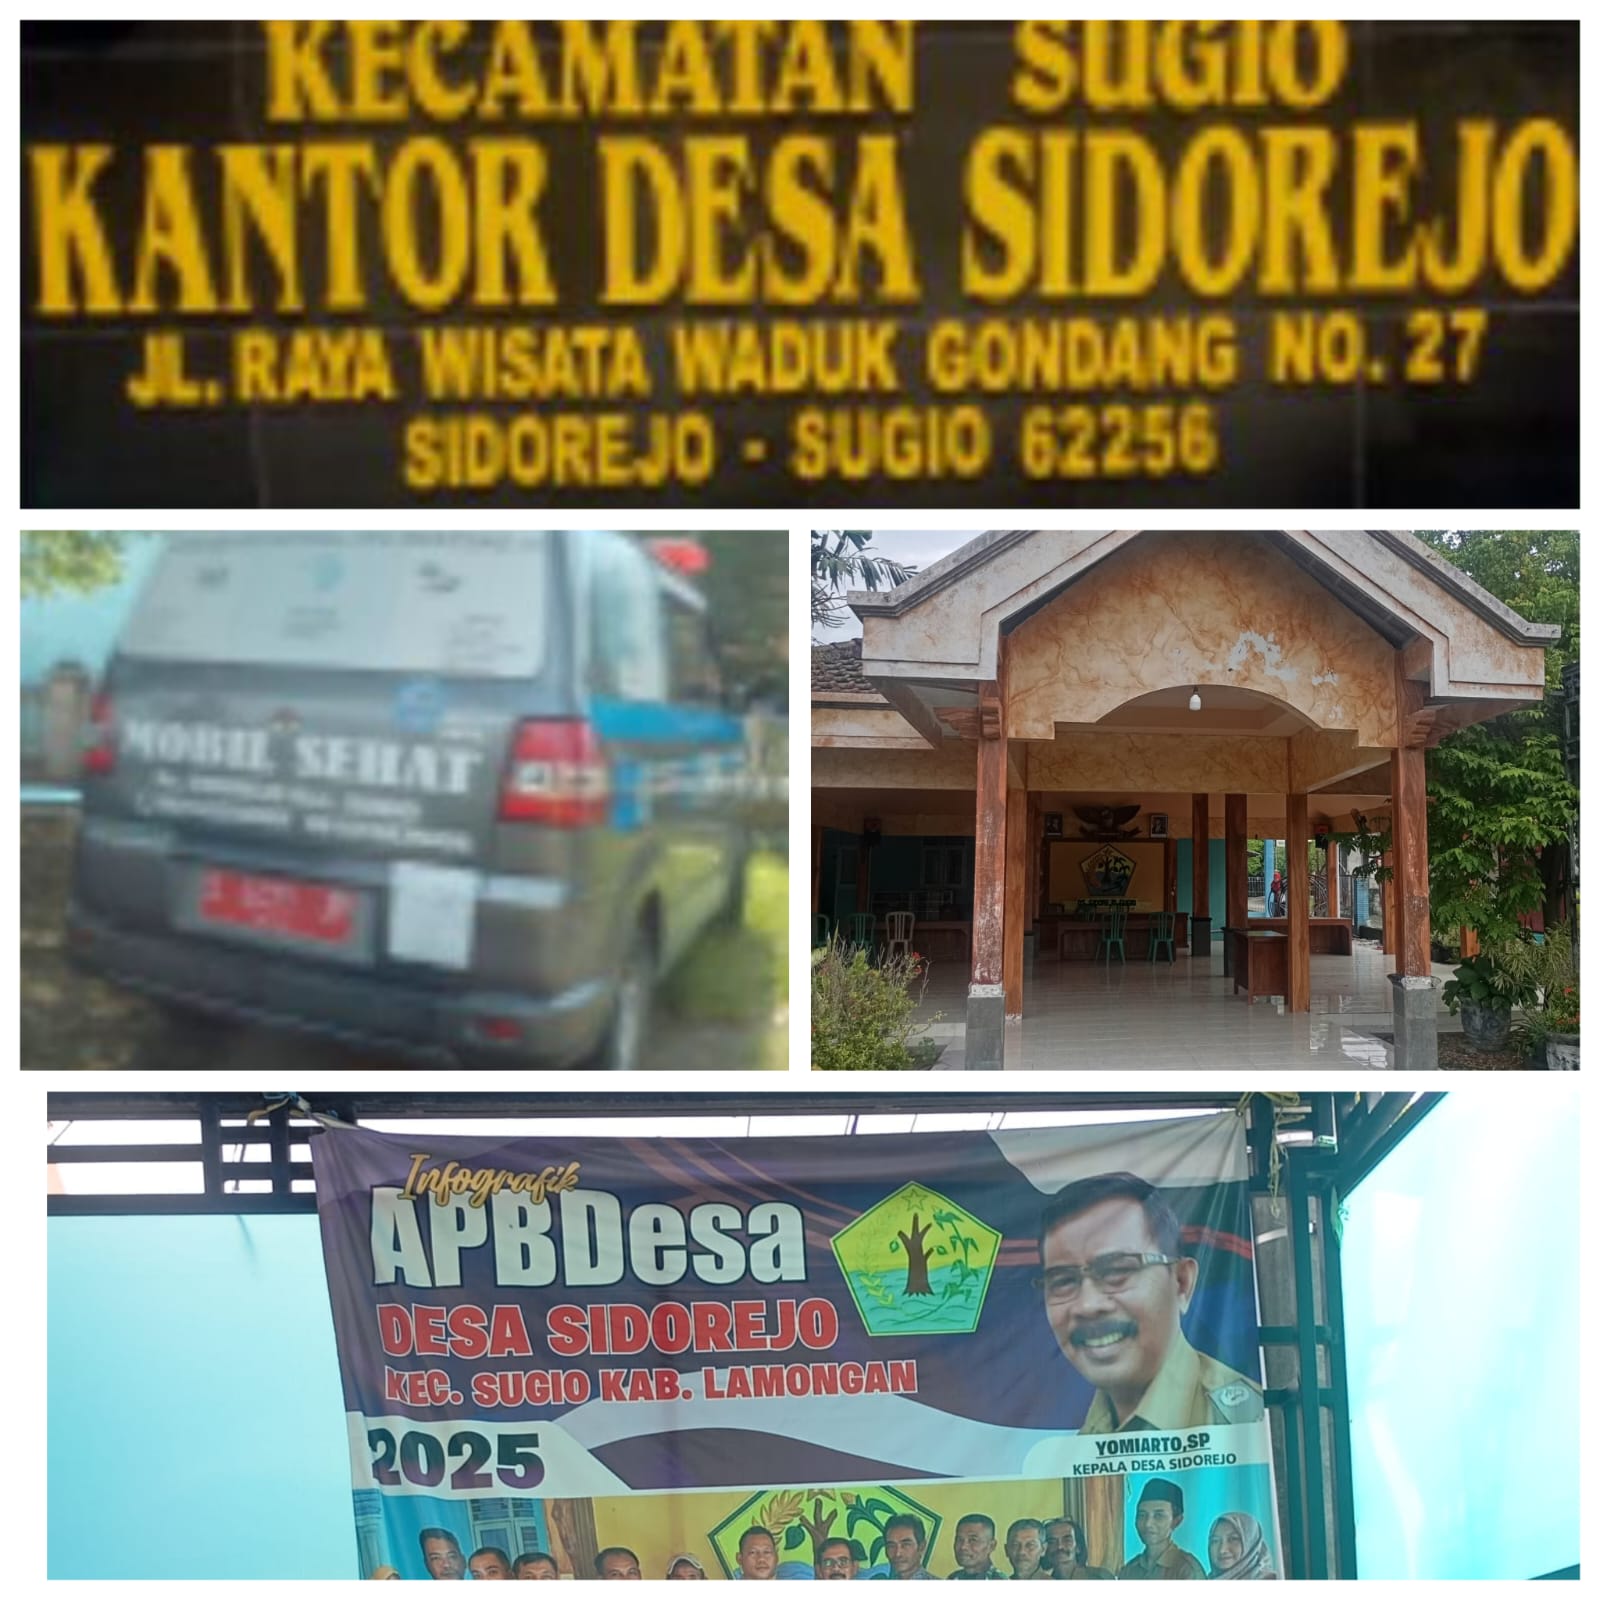 KECAMATAN SUGIO
KANTOR DESA SIDOREJO
JL. RAYA WISATA WADUK GONDANG NO. 27
SIDOREJO - SUGIO 62256
MOBIL SEHAT
Infografik
APBDesa
DESA SIDOREJO
KEC. SUGIO KAB. LAMONGAN
2025
YOMIARTO,SP
KEPALA DESA SIDOREJO